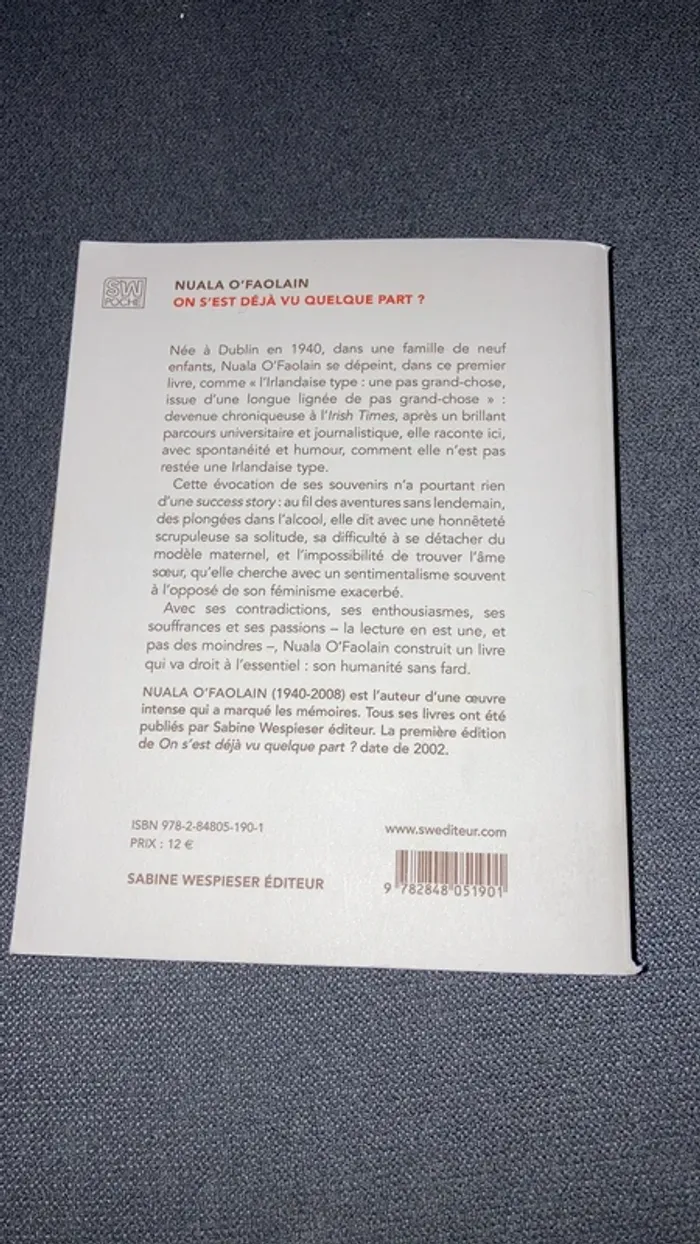 SW
POCHE
NUALA O'FAOLAIN
ON S'EST DÉJÀ VU QUELQUE PART ?
Née à Dublin en 1940, dans une famille de neuf
enfants, Nuala O'Faolain se dépeint, dans ce premier
livre, comme « l'Irlandaise type : une pas grand-chose,
issue d'une longue lignée de pas grand-chose » :
devenue chroniqueuse à l'Irish Times, après un brillant
parcours universitaire et journalistique, elle raconte ici,
avec spontanéité et humour, comment elle n'est pas
restée une Irlandaise type.
Cette évocation de ses souvenirs n'a pourtant rien
d'une success story : au fil des aventures sans lendemain,
des plongées dans l'alcool, elle dit avec une honnêteté
scrupuleuse sa solitude, sa difficulté à se détacher du
modèle maternel, et l'impossibilité de trouver l'âme
sœur, qu'elle cherche avec un sentimentalisme souvent
à l'opposé de son féminisme exacerbé.
Avec ses contradictions, ses enthousiasmes, ses
souffrances et ses passions – la lecture en est une, et
pas des moindres –, Nuala O'Faolain construit un livre
qui va droit à l'essentiel : son humanité sans fard.
NUALA O'FAOLAIN (1940-2008) est l'auteur d'une œuvre
intense qui a marqué les mémoires. Tous ses livres ont été
publiés par Sabine Wespieser éditeur. La première édition
de On s'est déjà vu quelque part ? date de 2002.
ISBN 978-2-84805-190-1
PRIX : 12 €
www.swediteur.com
SABINE WESPIESER ÉDITEUR
9 782848 051901